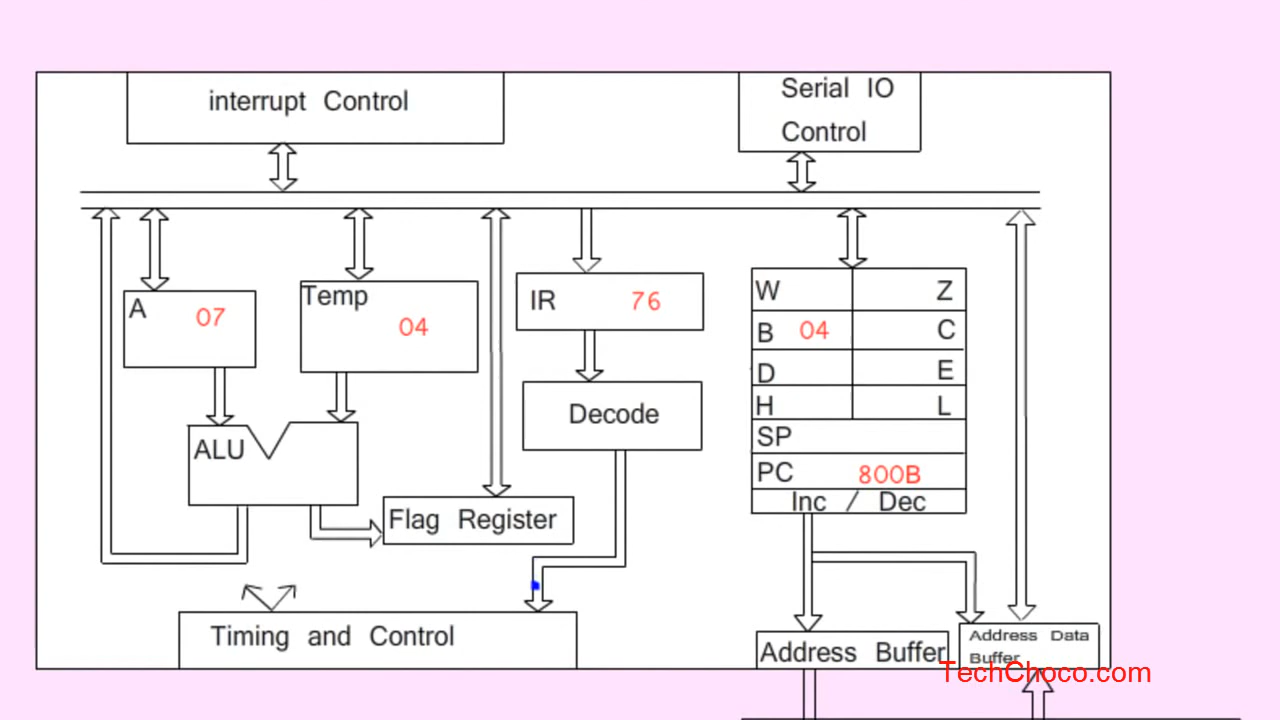 interrupt Control
Serial IO
Control
A 07
Temp
04
IR 76
Decode
ALU
Flag Register
W Z
B 04 C
D E
H L
SP
PC 800B
Inc / Dec
Timing and Control
Address Buffer
Address Data
Buffer
TechChoco.com